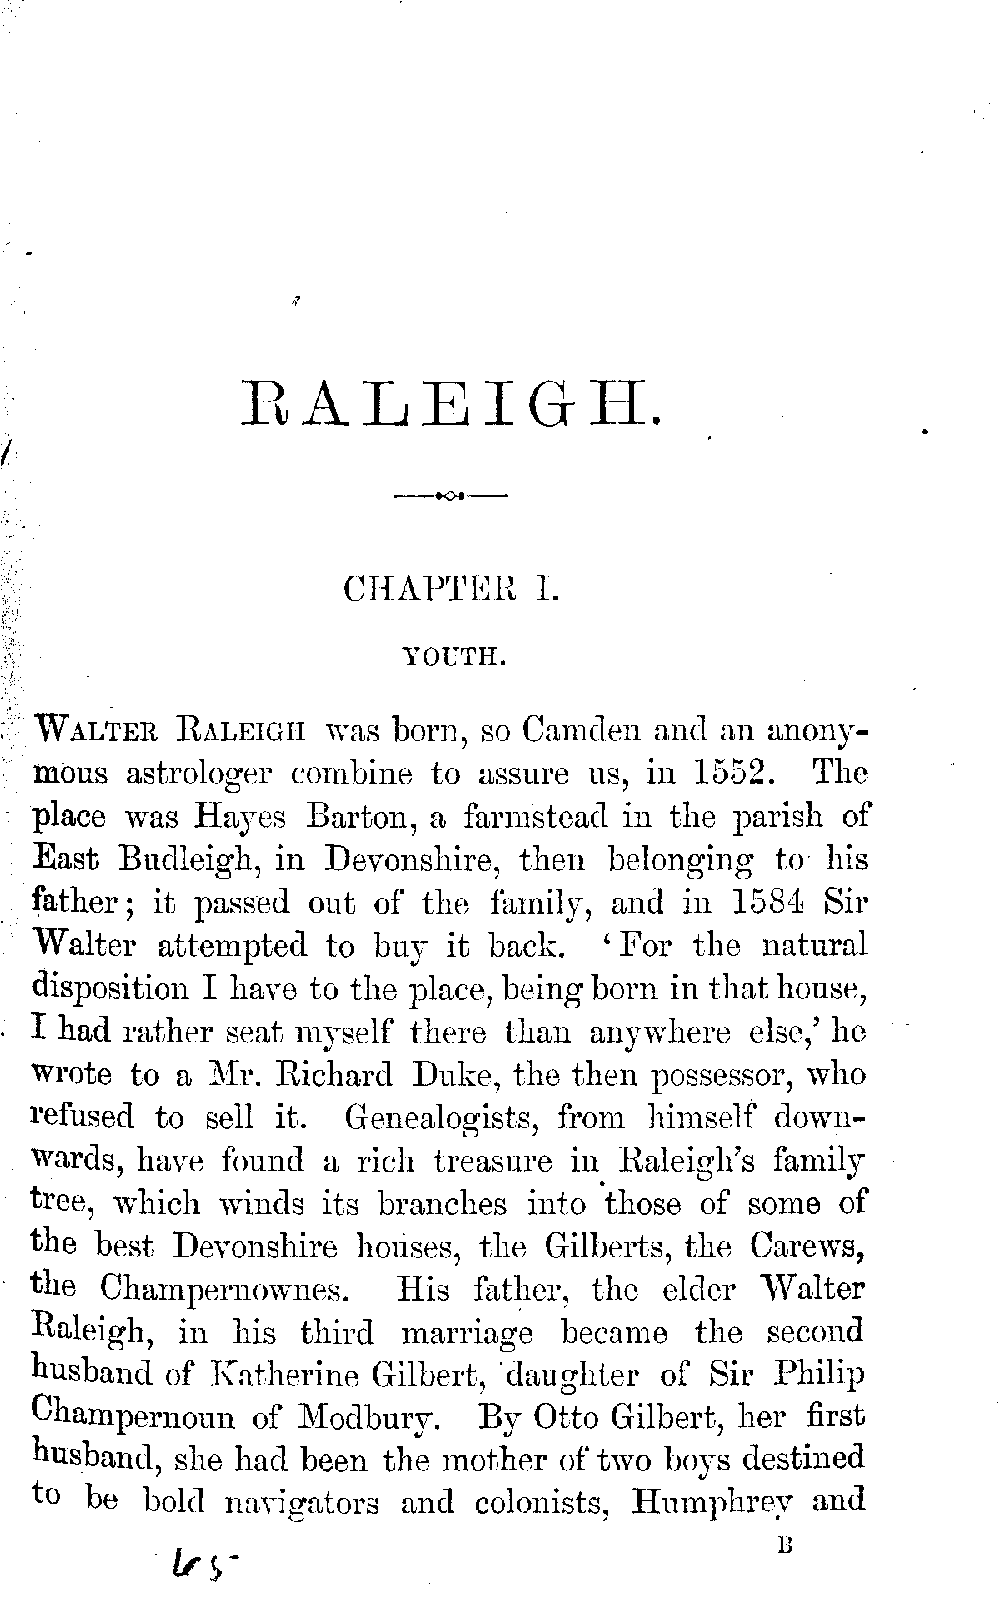 RALEIGH.
CHAPTER I.
YOUTH.
WALTER RALEIGH was born, so Camden and an anony-
mous astrologer combine to assure us, in 1552. The
place was Hayes Barton, a farmstead in the parish of
East Budleigh, in Devonshire, then belonging to his
father; it passed out of the family, and in 1584 Sir
Walter attempted to buy it back. ‘For the natural
disposition I have to the place, being born in that house,
I had rather seat myself there than anywhere else,’ he
wrote to a Mr. Richard Duke, the then possessor, who
refused to sell it. Genealogists, from himself down-
wards, have found a rich treasure in Raleigh’s family
tree, which winds its branches into those of some of
the best Devonshire houses, the Gilberts, the Carews,
the Champernownes. His father, the elder Walter
Raleigh, in his third marriage became the second
husband of Katherine Gilbert, daughter of Sir Philip
Champernoun of Modbury. By Otto Gilbert, her first
husband, she had been the mother of two boys destined
to be bold navigators and colonists, Humphrey and
B